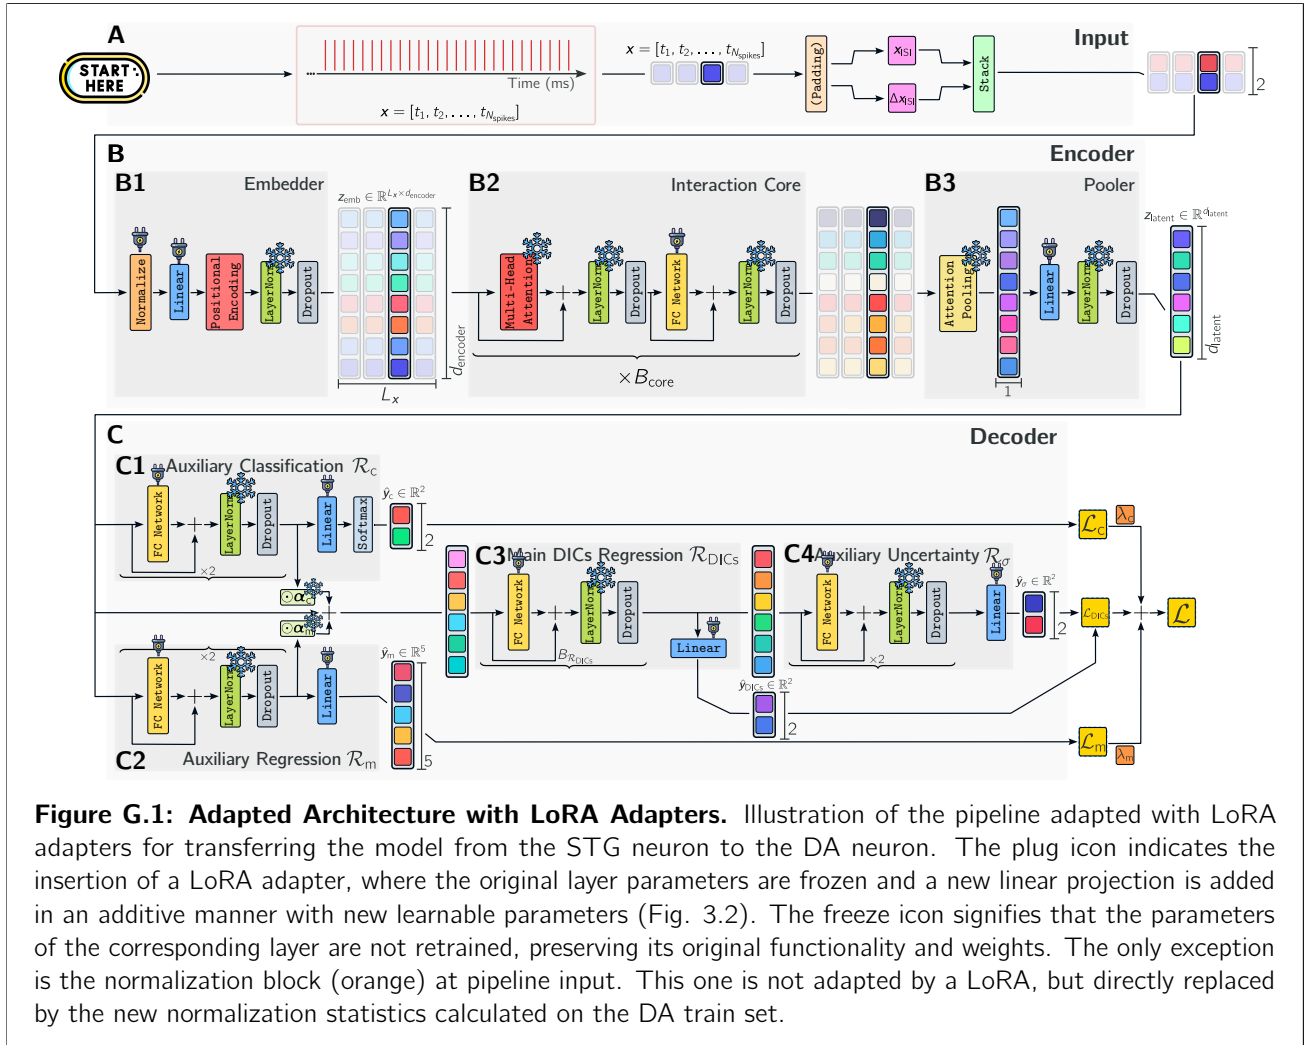 A
Input
START
HERE
...
Time (ms)
x = [t1, t2, . . . , tNspikes]
x = [t1, t2, . . . , tNspikes]
(Padding)
xISI
ΔxISI
Stack
2
B
Encoder
B1
Embedder
Normalize
Linear
Positional
Encoding
LayerNorm
Dropout
zemb ∈ ℝ^Lx×dencoder
dencoder
Lx
B2
Interaction Core
Multi-Head
Attention
LayerNorm
Dropout
FC Network
LayerNorm
Dropout
×Bcore
B3
Pooler
Attention
Pooling
1
Linear
LayerNorm
Dropout
zlatent ∈ ℝ^dlatent
dlatent
C
Decoder
C1
Auxiliary Classification ℛc
FC Network
LayerNorm
Dropout
×2
Linear
Softmax
ŷc ∈ ℝ²
2
⊙αc
⊙αm
C2
Auxiliary Regression ℛm
×2
FC Network
LayerNorm
Dropout
Linear
ŷm ∈ ℝ⁵
5
C3
Main DICs Regression ℛDICs
FC Network
LayerNorm
Dropout
BℛDICs
Linear
ŷDICs ∈ ℝ²
2
C4
Auxiliary Uncertainty ℛσ
FC Network
LayerNorm
Dropout
×2
Linear
ŷσ ∈ ℝ²
2
ℒc
λc
ℒDICs
ℒ
ℒm
λm
Figure G.1: Adapted Architecture with LoRA Adapters. Illustration of the pipeline adapted with LoRA
adapters for transferring the model from the STG neuron to the DA neuron. The plug icon indicates the
insertion of a LoRA adapter, where the original layer parameters are frozen and a new linear projection is added
in an additive manner with new learnable parameters (Fig. 3.2). The freeze icon signifies that the parameters
of the corresponding layer are not retrained, preserving its original functionality and weights. The only exception
is the normalization block (orange) at pipeline input. This one is not adapted by a LoRA, but directly replaced
by the new normalization statistics calculated on the DA train set.